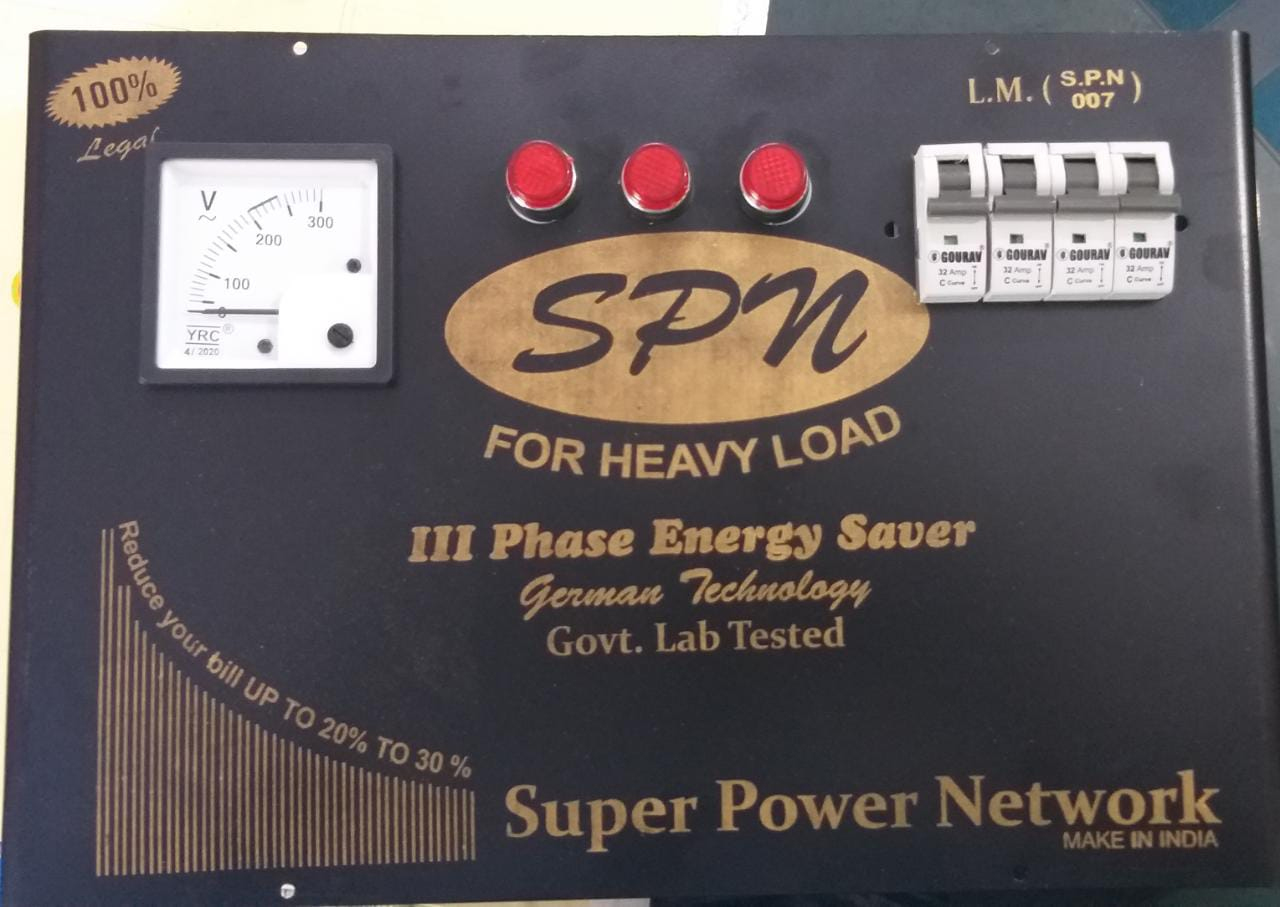 100%
Legal
L.M. ( S.P.N 007 )
V
~
0
100
200
300
YRC ®
4/ 2020
GOURAV
32 Amp
C Curve
GOURAV
32 Amp
C Curve
GOURAV
32 Amp
C Curve
GOURAV
32 Amp
C Curve
SPN
FOR HEAVY LOAD
III Phase Energy Saver
German Technology
Govt. Lab Tested
Reduce your bill UP TO 20% TO 30 %
Super Power Network
MAKE IN INDIA